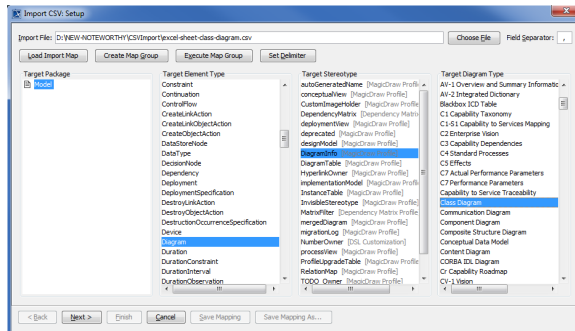 Import CSV: Setup
Import File: D:\NEW-NOTEWORTHY\CSVImport\excel-sheet-class-diagram.csv Choose File Field Separator: ,
Load Import Map Create Map Group Execute Map Group Set Delimiter
Target Package
Model
Target Element Type
Constraint
Continuation
ControlFlow
CreateLinkAction
CreateLinkObjectAction
CreateObjectAction
DataStoreNode
DataType
DecisionNode
Dependency
Deployment
DeploymentSpecification
DestroyLinkAction
DestroyObjectAction
DestructionOccurrenceSpecification
Device
Diagram
Duration
DurationConstraint
DurationInterval
DurationObservation
Target Stereotype
autoGeneratedName [MagicDraw Profile
conceptualView [MagicDraw Profile]
CustomImageHolder [MagicDraw Profile
DependencyMatrix [Dependency Matrix
deploymentView [MagicDraw Profile]
deprecated [MagicDraw Profile]
designModel [MagicDraw Profile]
DiagramInfo [MagicDraw Profile]
DiagramTable [MagicDraw Profile]
HyperlinkOwner [MagicDraw Profile]
implementationModel [MagicDraw Profil
InstanceTable [MagicDraw Profile]
InvisibleStereotype [MagicDraw Profile]
MatrixFilter [Dependency Matrix Profile
mergedDiagram [MagicDraw Profile]
migrationLog [MagicDraw Profile]
NumberOwner [DSL Customization]
processView [MagicDraw Profile]
ProfileUpgradeTable [MagicDraw Profile]
RelationMap [MagicDraw Profile]
TODO_Owner [MagicDraw Profile]
Target Diagram Type
AV-1 Overview and Summary Informatic
AV-2 Integrated Dictionary
Blackbox ICD Table
C1 Capability Taxonomy
C1-S1 Capability to Services Mapping
C2 Enterprise Vision
C3 Capability Dependencies
C4 Standard Processes
C5 Effects
C7 Actual Performance Parameters
C7 Performance Parameters
Capability to Service Traceability
Class Diagram
Communication Diagram
Component Diagram
Composite Structure Diagram
Conceptual Data Model
Content Diagram
CORBA IDL Diagram
Cr Capability Roadmap
CV-1 Vision
< Back Next > Finish Cancel Save Mapping Save Mapping As...